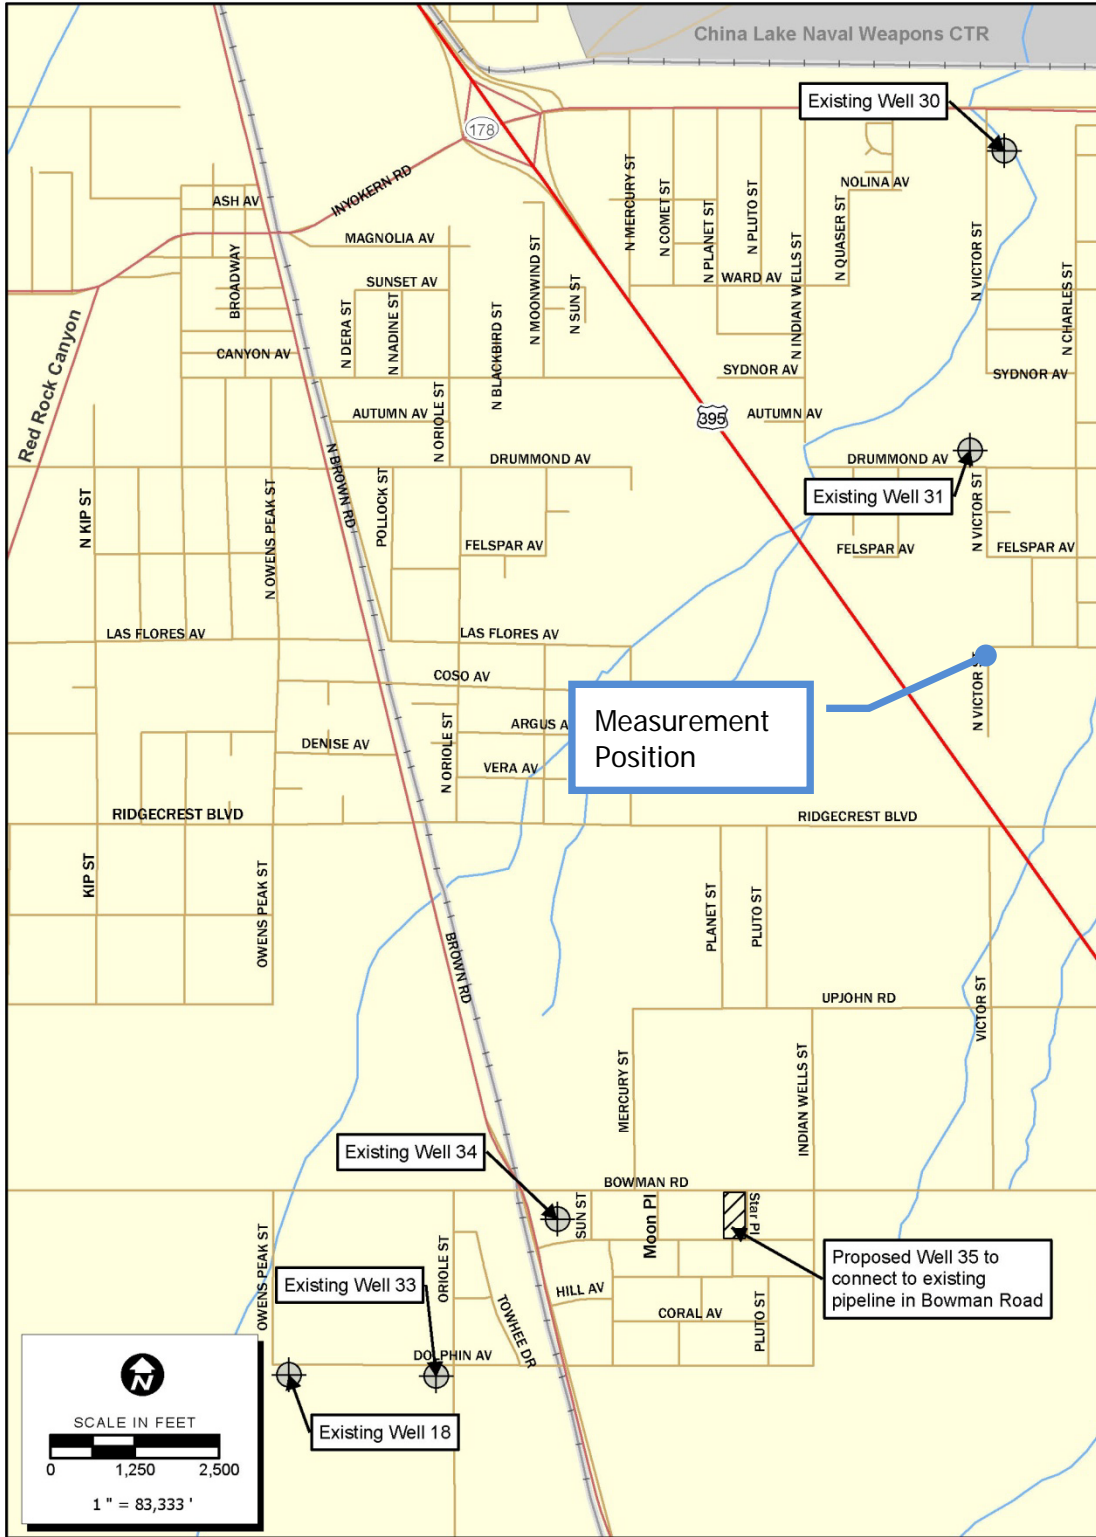 China Lake Naval Weapons CTR
Existing Well 30
178
INYOKERN RD
ASH AV
BROADWAY
MAGNOLIA AV
SUNSET AV
N DERA ST
N NADINE ST
CANYON AV
N BLACKBIRD ST
N MOONWIND ST
N SUN ST
N MERCURY ST
N COMET ST
N PLANET ST
N PLUTO ST
N INDIAN WELLS ST
N QUASER ST
NOLINA AV
WARD AV
N VICTOR ST
N CHARLES ST
SYDNOR AV
SYDNOR AV
Red Rock Canyon
AUTUMN AV
N ORIOLE ST
395
AUTUMN AV
N BROWN RD
DRUMMOND AV
DRUMMOND AV
Existing Well 31
N KIP ST
N OWENS PEAK ST
POLLOCK ST
FELSPAR AV
FELSPAR AV
N VICTOR ST
FELSPAR AV
LAS FLORES AV
LAS FLORES AV
COSO AV
N VICTOR ST
Measurement
Position
DENISE AV
N ORIOLE ST
ARGUS A
VERA AV
RIDGECREST BLVD
RIDGECREST BLVD
KIP ST
OWENS PEAK ST
BROWN RD
PLANET ST
PLUTO ST
UPJOHN RD
VICTOR ST
MERCURY ST
INDIAN WELLS ST
Existing Well 34
BOWMAN RD
SUN ST
Moon Pl
Star Pl
OWENS PEAK ST
ORIOLE ST
Existing Well 33
TOWHEE DR
HILL AV
CORAL AV
PLUTO ST
Proposed Well 35 to
connect to existing
pipeline in Bowman Road
DOLPHIN AV
Existing Well 18
N
SCALE IN FEET
0 1,250 2,500
1 " = 83,333 '